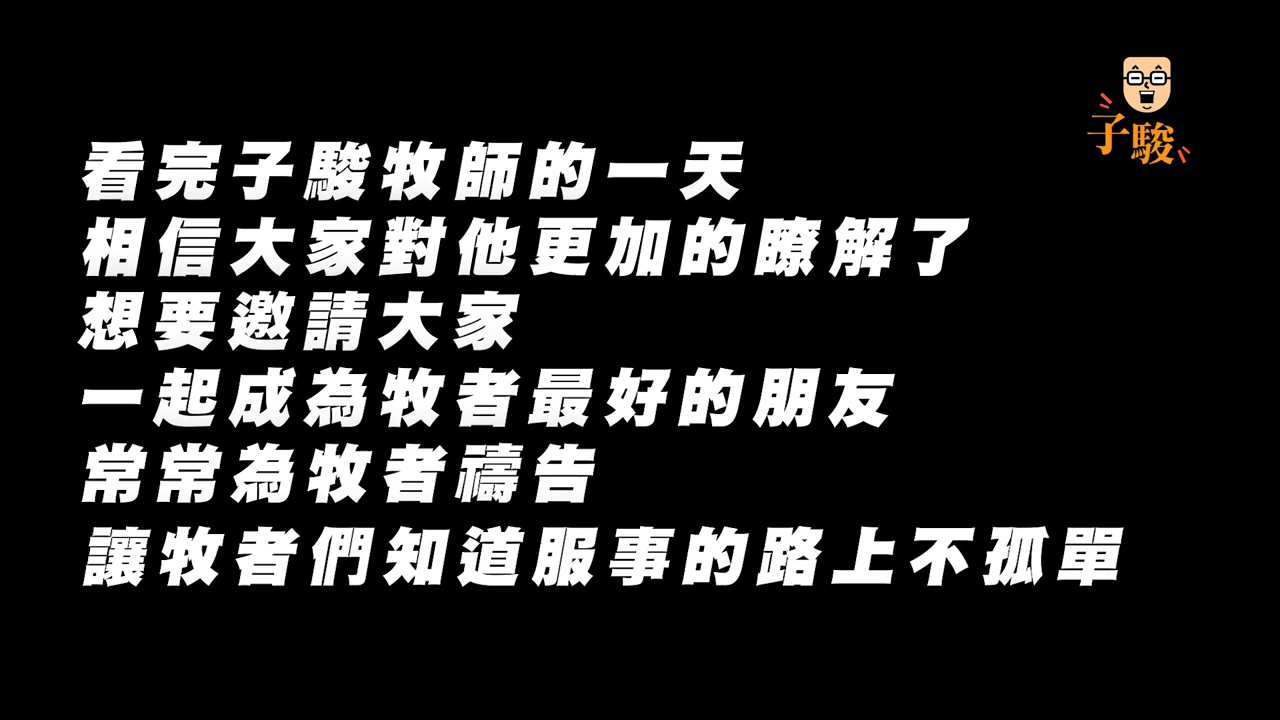 子駿
看完子駿牧師的一天
相信大家對他更加的瞭解了
想要邀請大家
一起成為牧者最好的朋友
常常為牧者禱告
讓牧者們知道服事的路上不孤單